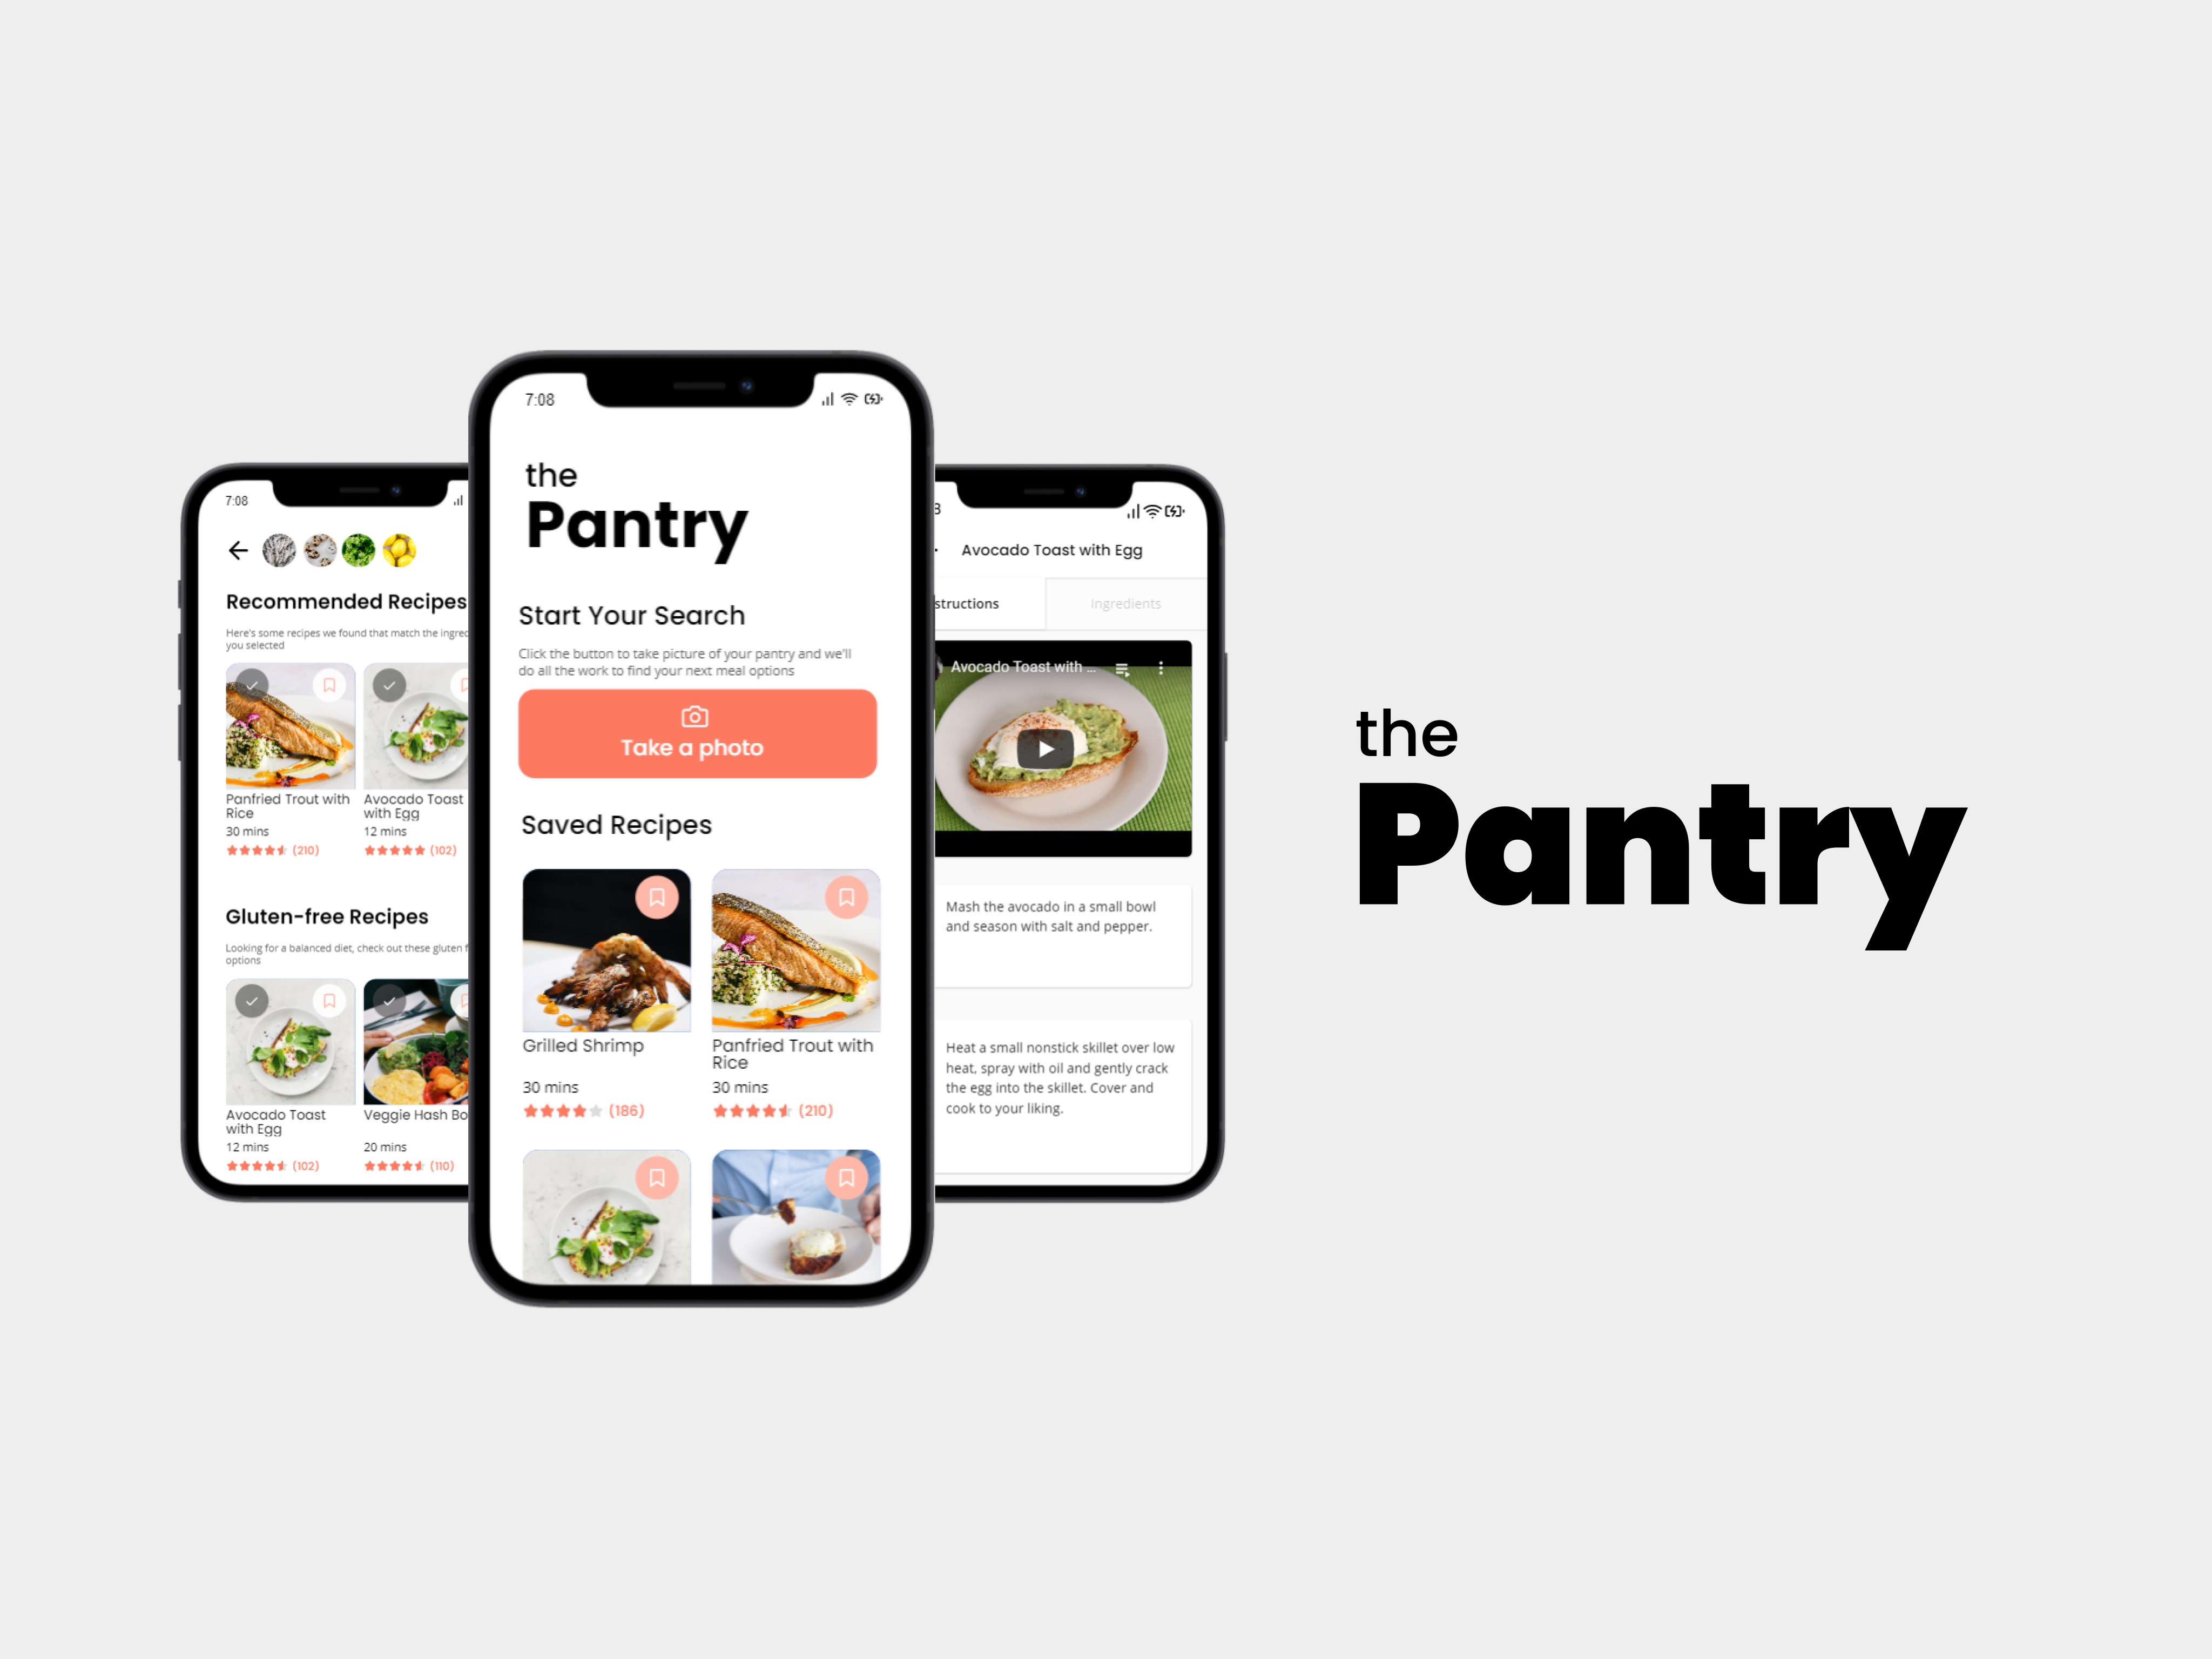 7:08
Recommended Recipes
Here's some recipes we found that match the
you selected
Panfried Trout with
Rice
30 mins
(210)
Avocado Toast
with Egg
12 mins
(102)
Gluten-free Recipes
Looking for a balanced diet, check out these gluten
options
Avocado Toast
with Egg
12 mins
(102)
Veggie Hash
20 mins
(110)
7:08
the
Pantry
Start Your Search
Click the button to take picture of your pantry and we'll
do all the work to find your next meal options
Take a photo
Saved Recipes
Grilled Shrimp
30 mins
(186)
Panfried Trout with
Rice
30 mins
(210)
Avocado Toast with Egg
structions
Ingredients
Avocado Toast with ...
Mash the avocado in a small bowl
and season with salt and pepper.
Heat a small nonstick skillet over low
heat, spray with oil and gently crack
the egg into the skillet. Cover and
cook to your liking.
the
Pantry